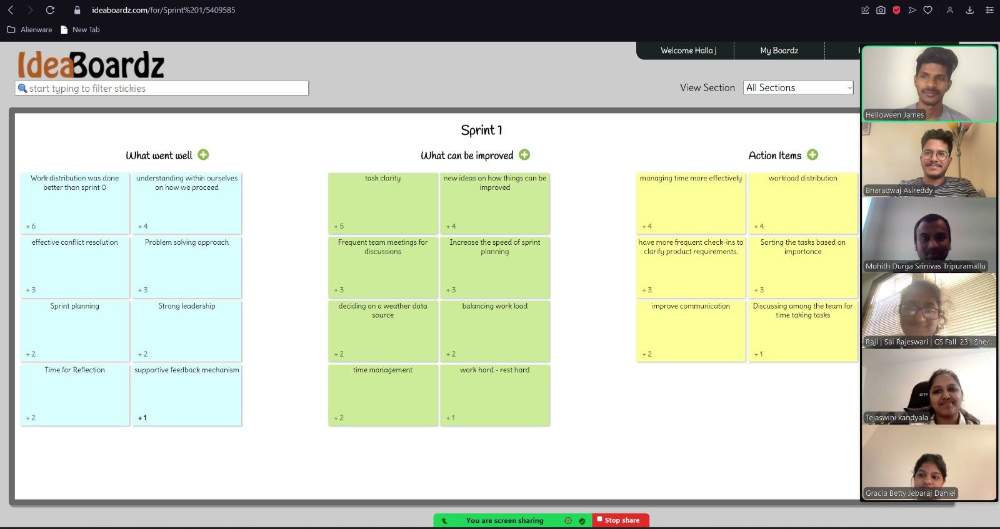 ideaboardz.com/for/Sprint%201/5409585
Alienware
New Tab
IdeaBoardz
Welcome Halla j
My Boardz
start typing to filter stickies
View Section
All Sections
Sprint 1
What went well
What can be improved
Action Items
Work distribution was done
better than sprint 0
+6
understanding within ourselves
on how we proceed
+4
effective conflict resolution
+3
Problem solving approach
+3
Sprint planning
+2
Strong leadership
+2
Time for Reflection
+2
supportive feedback mechanism
+1
task clarity
+5
new ideas on how things can be
improved
+4
Frequent team meetings for
discussions
+3
Increase the speed of sprint
planning
+3
deciding on a weather data
source
+2
balancing work load
+2
time management
+2
work hard - rest hard
+1
managing time more effectively
+4
workload distribution
+4
have more frequent check-ins to
clarify product requirements.
+3
Sorting the tasks based on
importance
+3
improve communication
+2
Discussing among the team for
time taking tasks
+1
Helloween James
Bharadwaj Asireddy
Mohith Durga Srinivas Tripuramallu
Raji | Sai Rajeswari | CS Fall '23 | She/...
GT
Tejaswini kandyala
Gracia Betty Jebaraj Daniel
You are screen sharing
Stop share